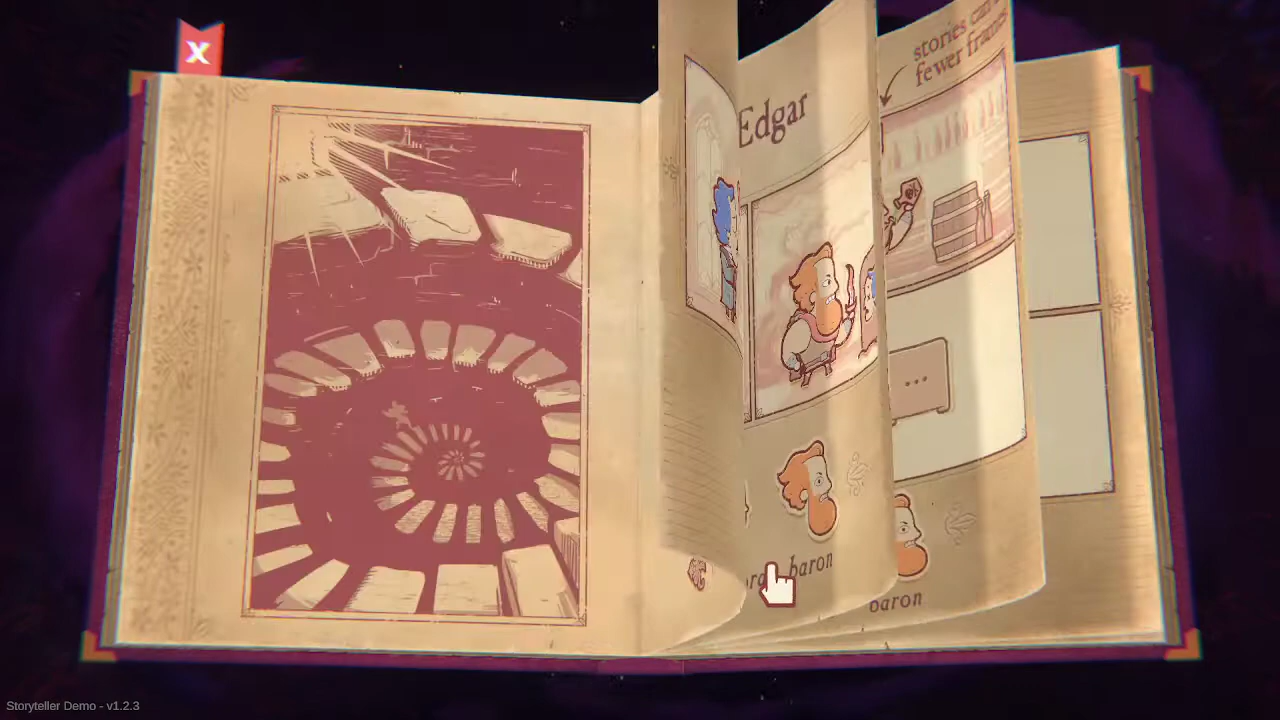 X
Edgar
stories can
fewer frames
...
baron
baron
Storyteller Demo - v1.2.3